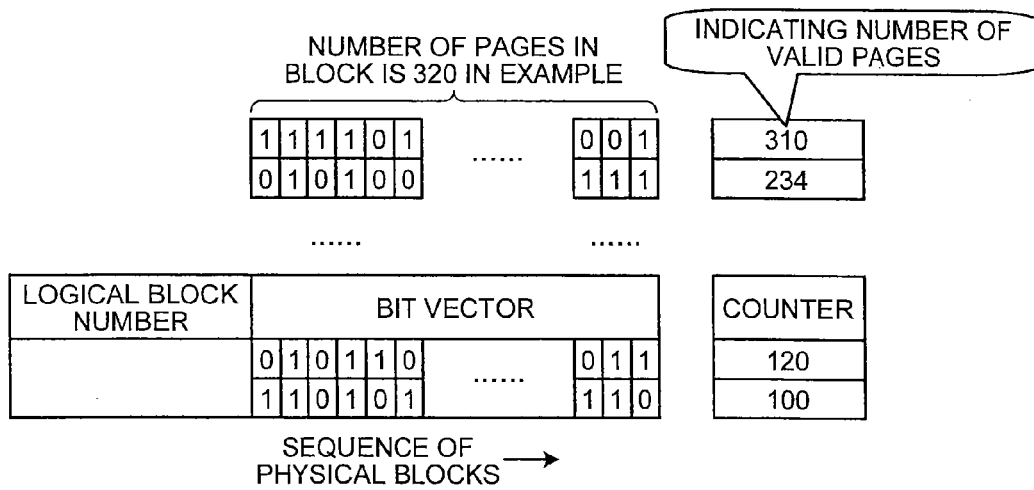 NUMBER OF PAGES IN
BLOCK IS 320 IN EXAMPLE
INDICATING NUMBER OF
VALID PAGES
1 1 1 1 0 1 ...... 0 0 1 310
0 1 0 1 0 0 1 1 1 234
...... ......
LOGICAL BLOCK
NUMBER
BIT VECTOR
COUNTER
0 1 0 1 1 0 ...... 0 1 1 120
1 1 0 1 0 1 1 1 0 100
SEQUENCE OF
PHYSICAL BLOCKS →